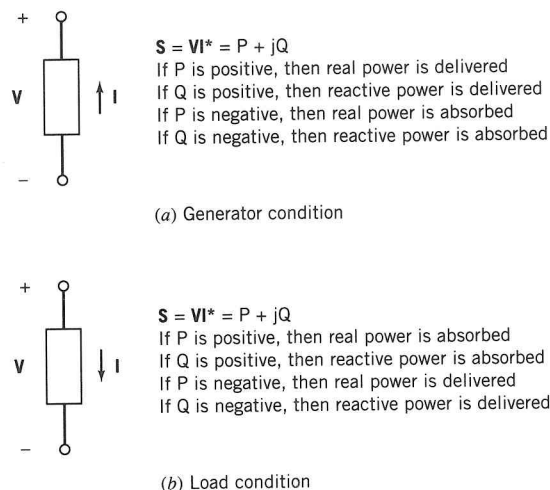 +
S = VI* = P + jQ
If P is positive, then real power is delivered
V
I
If Q is positive, then reactive power is delivered
If P is negative, then real power is absorbed
If Q is negative, then reactive power is absorbed
−
(a) Generator condition
+
S = VI* = P + jQ
If P is positive, then real power is absorbed
V
I
If Q is positive, then reactive power is absorbed
If P is negative, then real power is delivered
If Q is negative, then reactive power is delivered
−
(b) Load condition